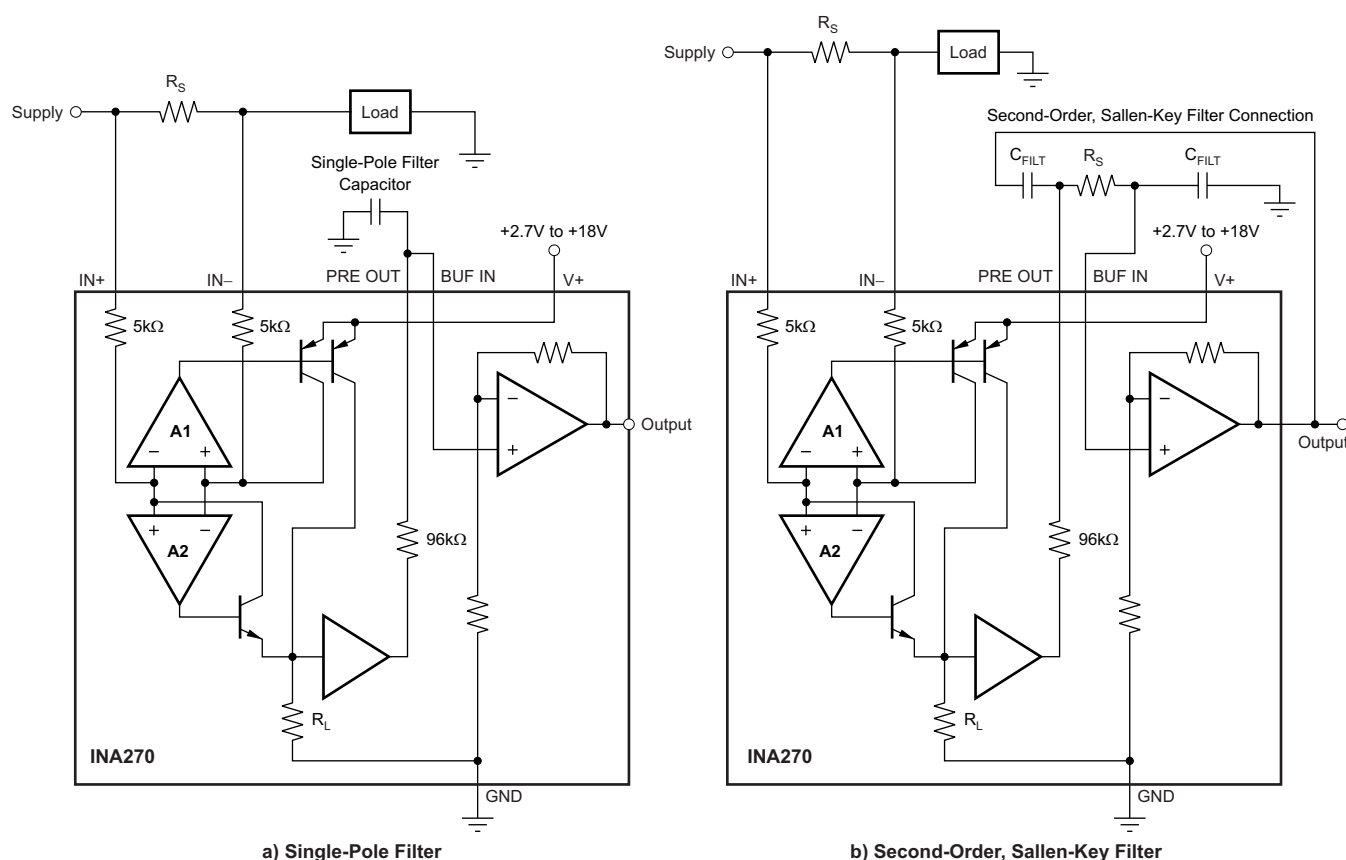 R_S
Supply
Load
Single-Pole Filter
Capacitor
+2.7V to +18V
IN+
IN−
PRE OUT
BUF IN
V+
5kΩ
5kΩ
A1
−
+
+
−
A2
−
+
Output
96kΩ
R_L
INA270
GND
a) Single-Pole Filter
R_S
Supply
Load
Second-Order, Sallen-Key Filter Connection
C_FILT
R_S
C_FILT
+2.7V to +18V
IN+
IN−
PRE OUT
BUF IN
V+
5kΩ
5kΩ
A1
−
+
+
−
A2
−
+
Output
96kΩ
R_L
INA270
GND
b) Second-Order, Sallen-Key Filter